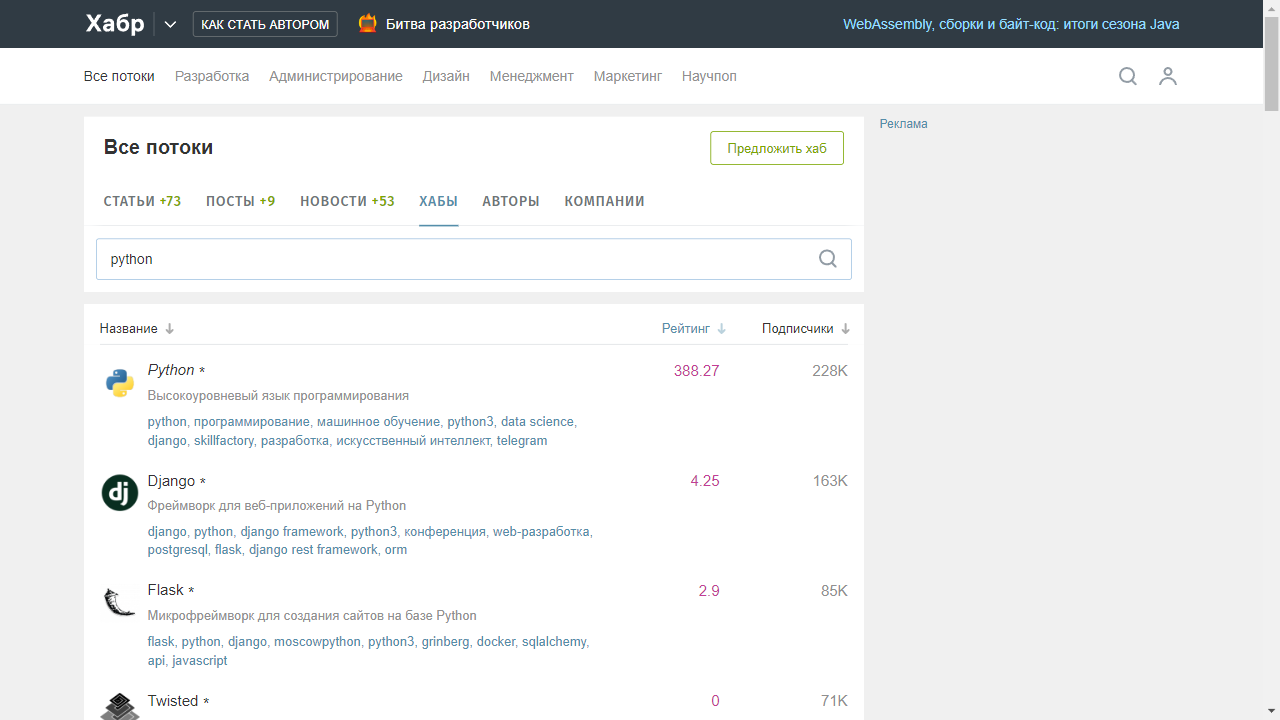 Хабр
КАК СТАТЬ АВТОРОМ
Битва разработчиков
WebAssembly, сборки и байт-код: итоги сезона Java
Все потоки Разработка Администрирование Дизайн Менеджмент Маркетинг Научпоп
Все потоки
Предложить хаб
Реклама
СТАТЬИ +73 ПОСТЫ +9 НОВОСТИ +53 ХАБЫ АВТОРЫ КОМПАНИИ
python
Название Рейтинг Подписчики
Python * 388.27 228K
Высокоуровневый язык программирования
python, программирование, машинное обучение, python3, data science,
django, skillfactory, разработка, искусственный интеллект, telegram
Django * 4.25 163K
Фреймворк для веб-приложений на Python
django, python, django framework, python3, конференция, web-разработка,
postgresql, flask, django rest framework, orm
Flask * 2.9 85K
Микрофреймворк для создания сайтов на базе Python
flask, python, django, moscowpython, python3, grinberg, docker, sqlalchemy,
api, javascript
Twisted * 0 71K